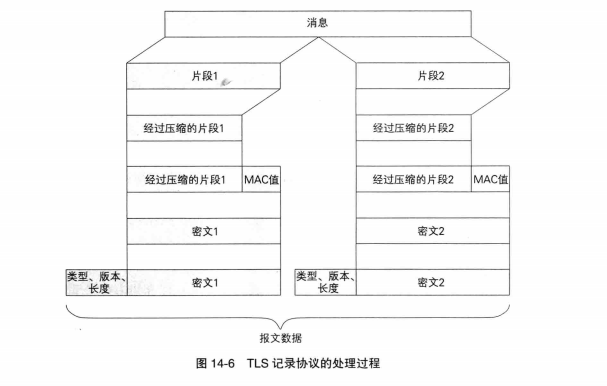 消息
片段1
片段2
经过压缩的片段1
经过压缩的片段2
经过压缩的片段1
MAC值
经过压缩的片段2
MAC值
密文1
密文2
类型、版本、
长度
密文1
类型、版本、
长度
密文2
报文数据
图 14-6 TLS 记录协议的处理过程